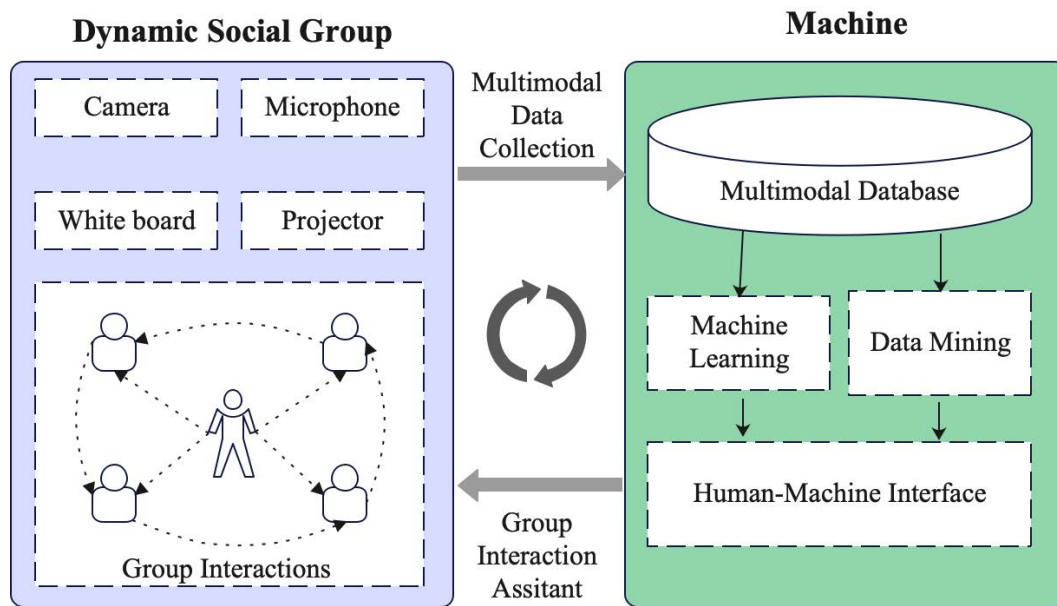 Dynamic Social Group
Camera
Microphone
White board
Projector
Group Interactions
Multimodal
Data
Collection
Group
Interaction
Assitant
Machine
Multimodal Database
Machine
Learning
Data Mining
Human-Machine Interface